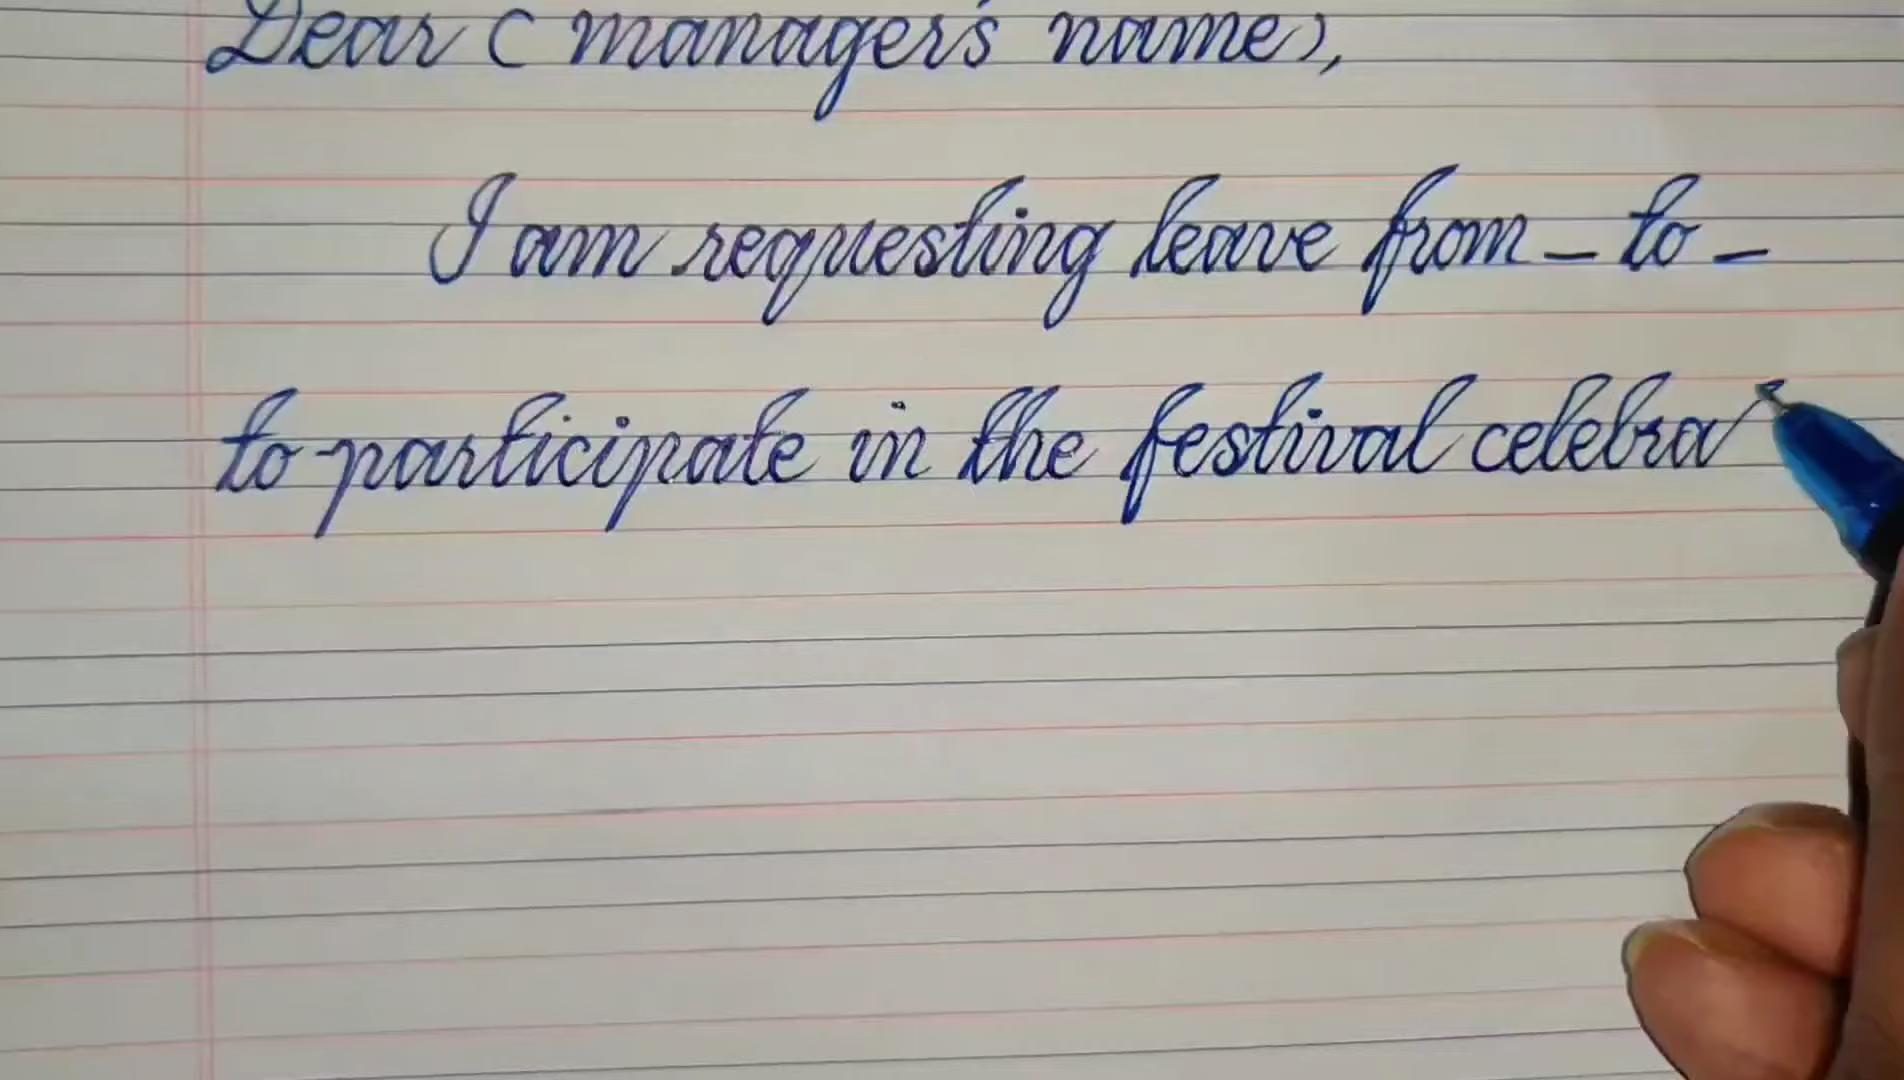 Dear (manager's name),
I am requesting leave from _ to _
to participate in the festival celebra